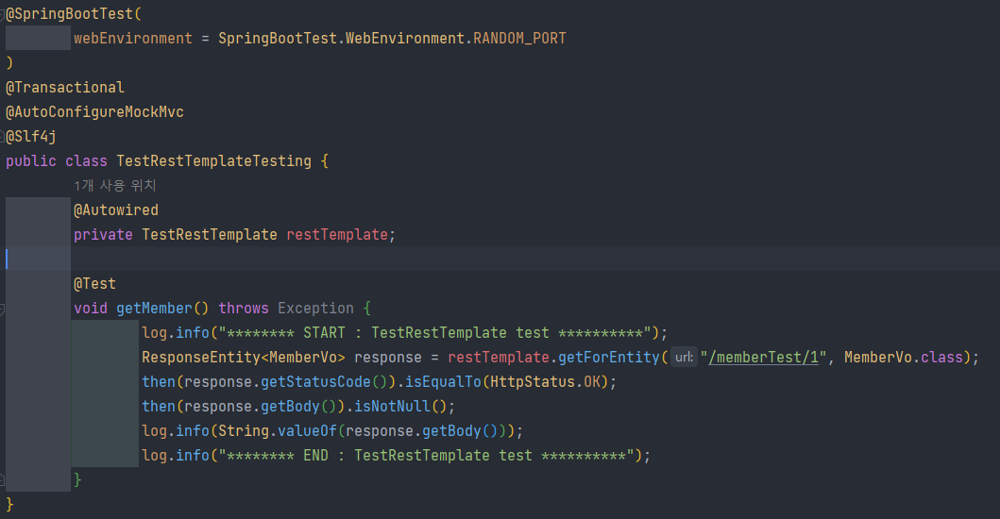 @SpringBootTest(
webEnvironment = SpringBootTest.WebEnvironment.RANDOM_PORT
)
@Transactional
@AutoConfigureMockMvc
@Slf4j
public class TestRestTemplateTesting {
1개 사용 위치
@Autowired
private TestRestTemplate restTemplate;
@Test
void getMember() throws Exception {
log.info("******** START : TestRestTemplate test **********");
ResponseEntity<MemberVo> response = restTemplate.getForEntity( url: "/memberTest/1", MemberVo.class);
then(response.getStatusCode()).isEqualTo(HttpStatus.OK);
then(response.getBody()).isNotNull();
log.info(String.valueOf(response.getBody()));
log.info("******** END : TestRestTemplate test **********");
}
}